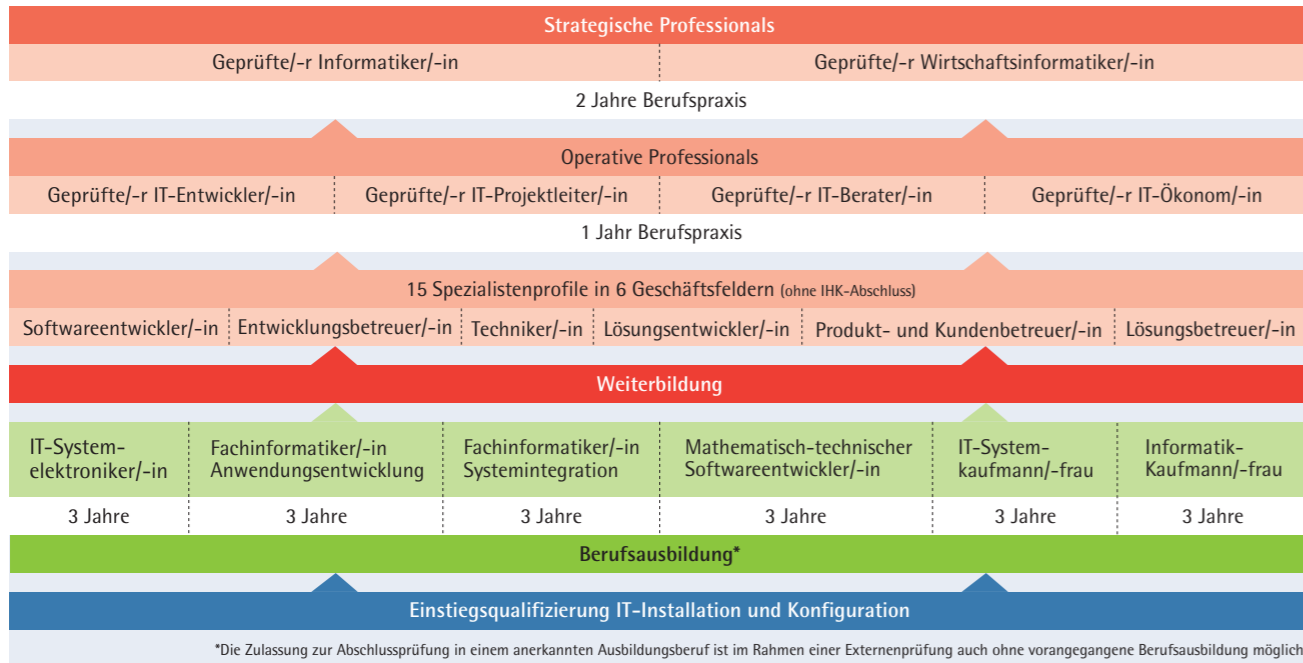 Strategische Professionals
Geprüfte/-r Informatiker/-in Geprüfte/-r Wirtschaftsinformatiker/-in
2 Jahre Berufspraxis
Operative Professionals
Geprüfte/-r IT-Entwickler/-in Geprüfte/-r IT-Projektleiter/-in Geprüfte/-r IT-Berater/-in Geprüfte/-r IT-Ökonom/-in
1 Jahr Berufspraxis
15 Spezialistenprofile in 6 Geschäftsfeldern (ohne IHK-Abschluss)
Softwareentwickler/-in Entwicklungsbetreuer/-in Techniker/-in Lösungsentwickler/-in Produkt- und Kundenbetreuer/-in Lösungsbetreuer/-in
Weiterbildung
IT-System-
elektroniker/-in
Fachinformatiker/-in
Anwendungsentwicklung
Fachinformatiker/-in
Systemintegration
Mathematisch-technischer
Softwareentwickler/-in
IT-System-
kaufmann/-frau
Informatik-
Kaufmann/-frau
3 Jahre 3 Jahre 3 Jahre 3 Jahre 3 Jahre 3 Jahre
Berufsausbildung*
Einstiegsqualifizierung IT-Installation und Konfiguration
*Die Zulassung zur Abschlussprüfung in einem anerkannten Ausbildungsberuf ist im Rahmen einer Externenprüfung auch ohne vorangegangene Berufsausbildung möglich